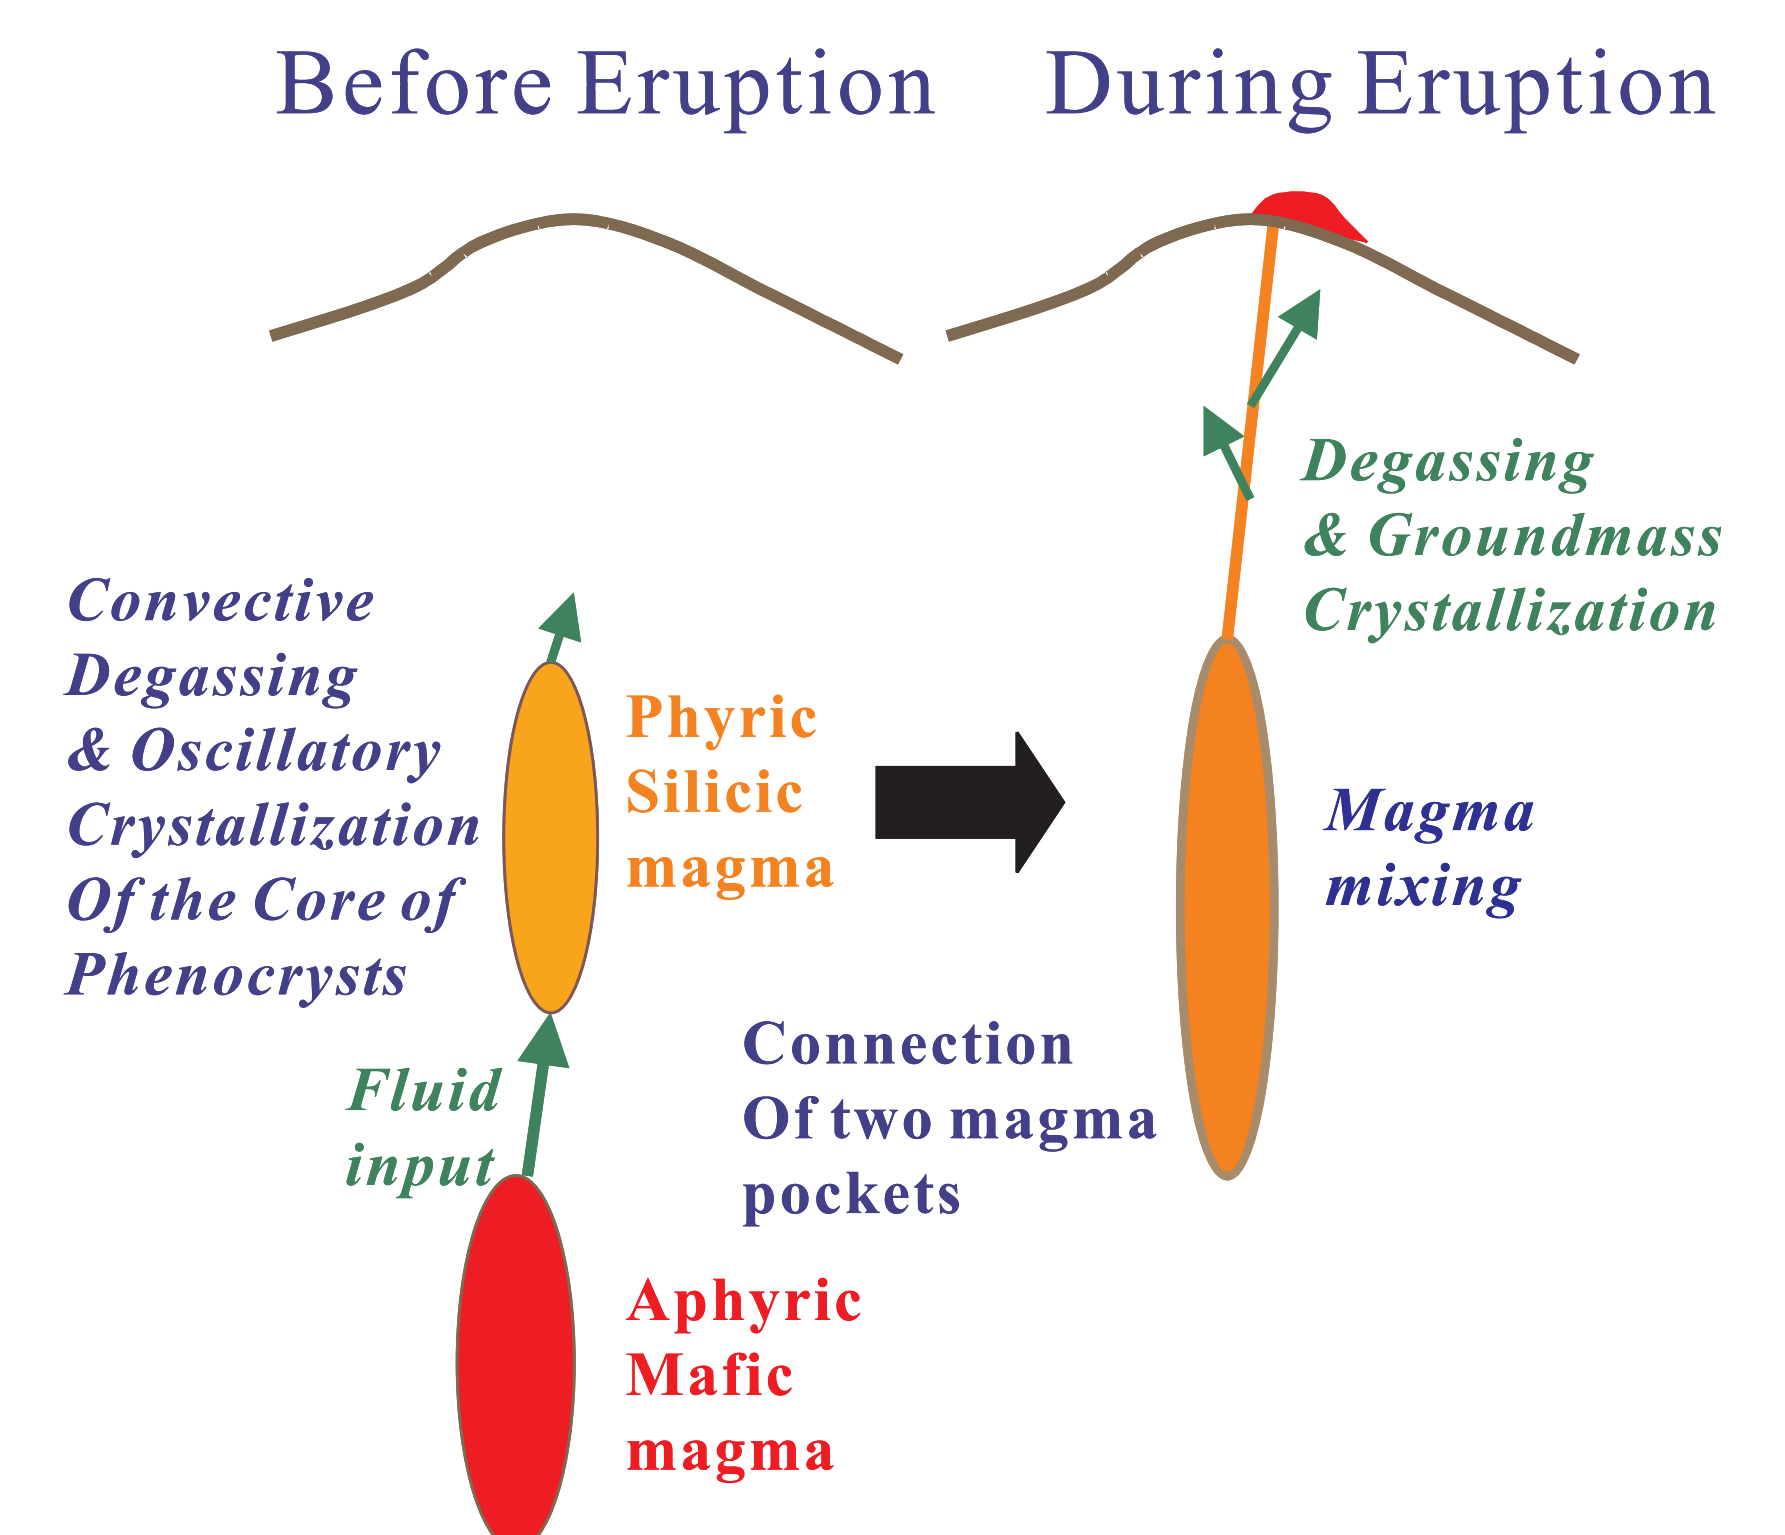 Before Eruption
During Eruption
Degassing
& Groundmass
Crystallization
Convective
Degassing
& Oscillatory
Crystallization
Of the Core of
Phenocrysts
Phyric
Silicic
magma
Magma
mixing
Fluid
input
Connection
Of two magma
pockets
Aphyric
Mafic
magma